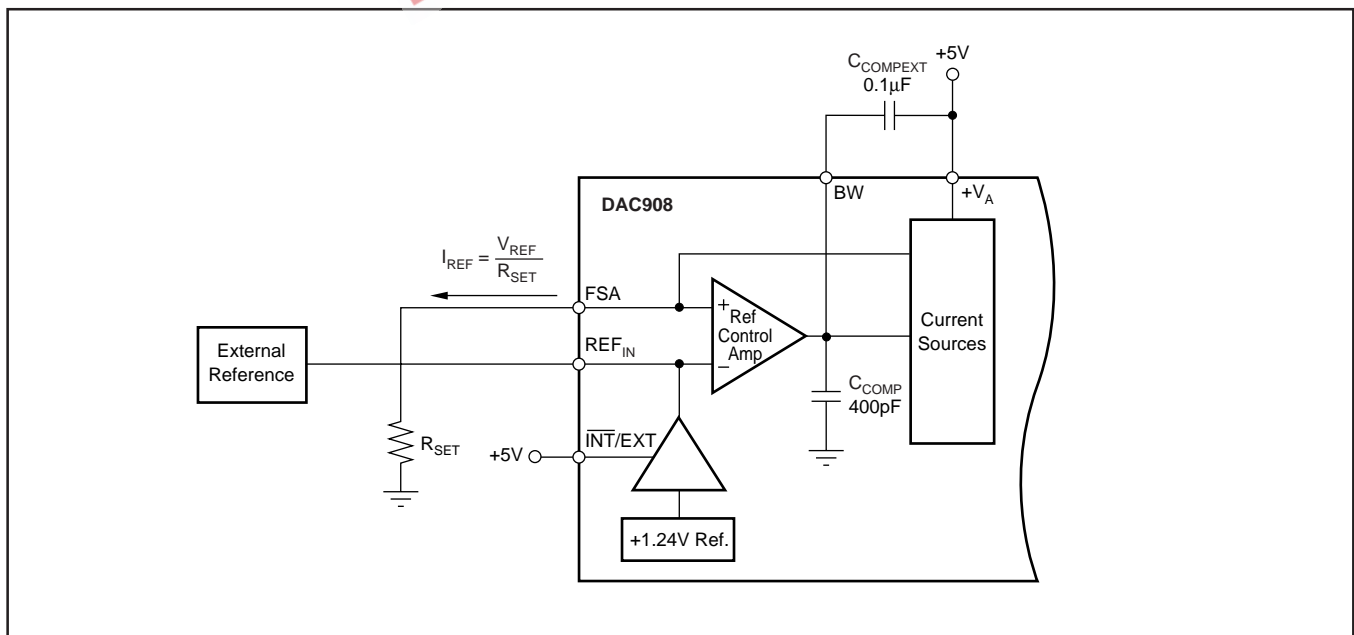 +5V
C_COMPEXT
0.1μF
BW
+V_A
DAC908
I_REF = V_REF / R_SET
FSA
+
Ref
Control
Amp
–
Current
Sources
External
Reference
REF_IN
C_COMP
400pF
R_SET
+5V
I̅N̅T̅/EXT
+1.24V Ref.